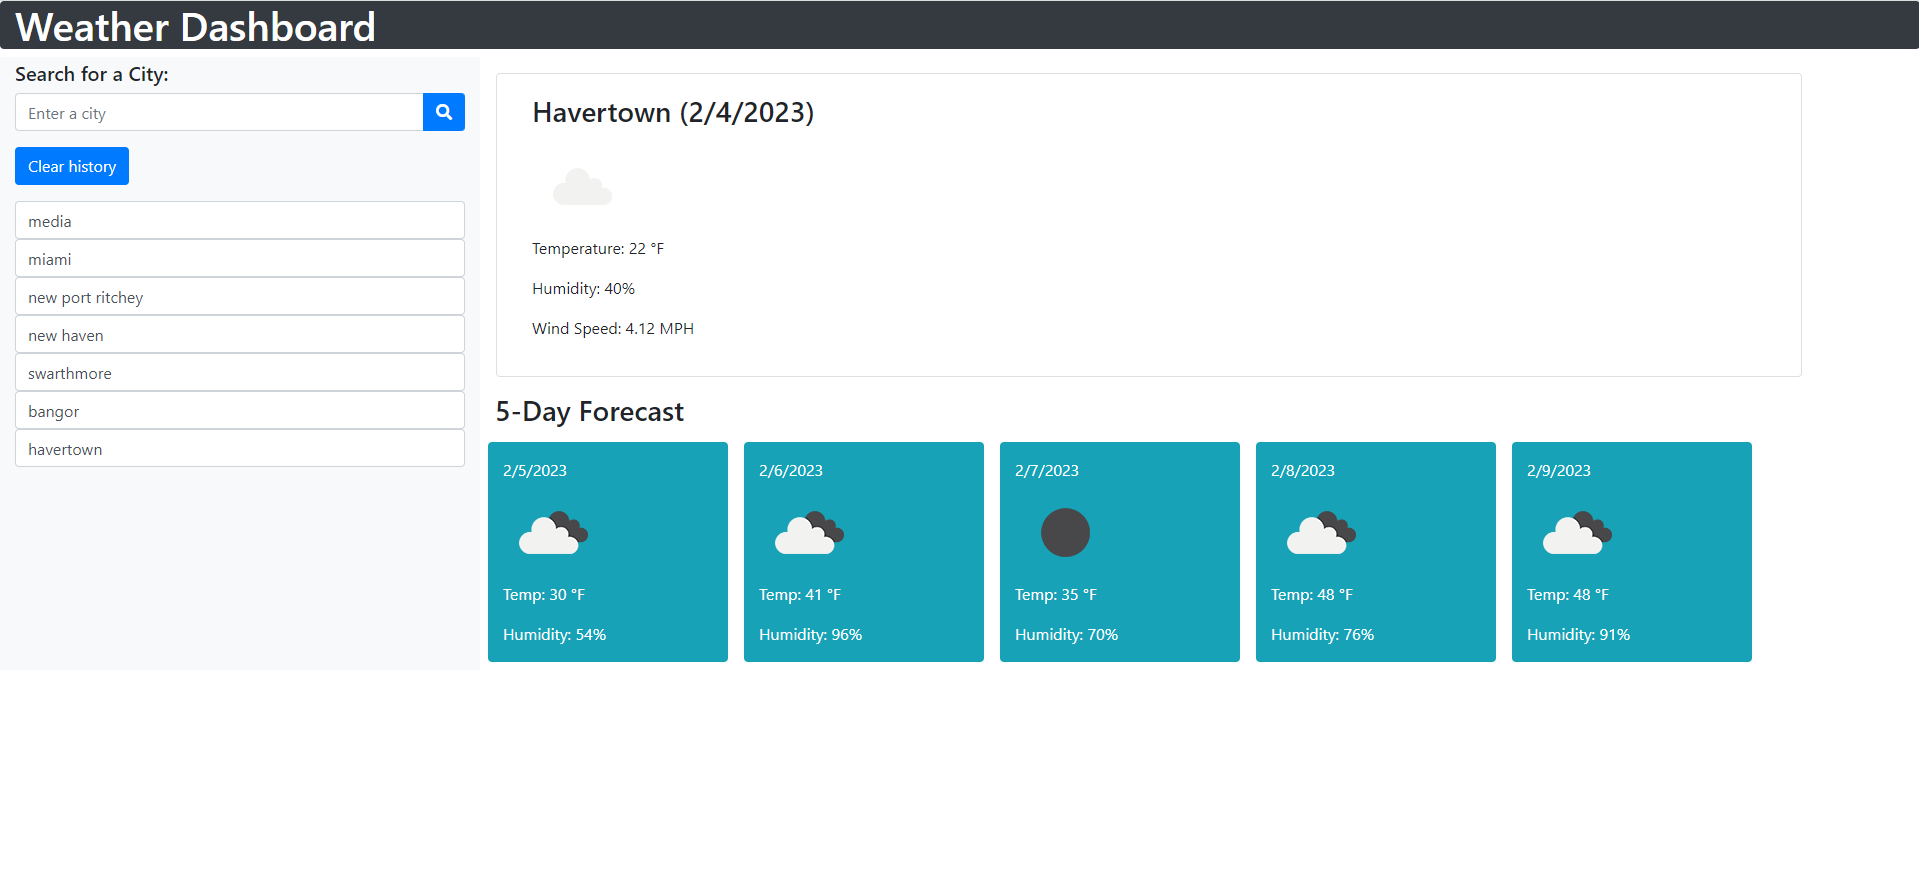 Weather Dashboard
Search for a City:
Enter a city
Clear history
media
miami
new port ritchey
new haven
swarthmore
bangor
havertown
Havertown (2/4/2023)
Temperature: 22 °F
Humidity: 40%
Wind Speed: 4.12 MPH
5-Day Forecast
2/5/2023
Temp: 30 °F
Humidity: 54%
2/6/2023
Temp: 41 °F
Humidity: 96%
2/7/2023
Temp: 35 °F
Humidity: 70%
2/8/2023
Temp: 48 °F
Humidity: 76%
2/9/2023
Temp: 48 °F
Humidity: 91%